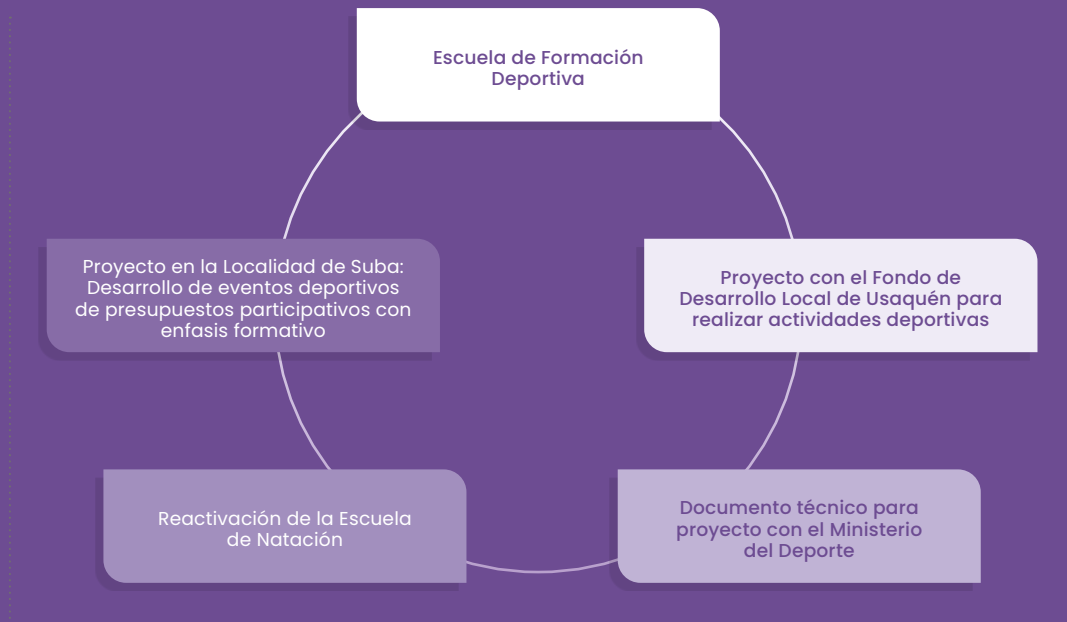 Escuela de Formación
Deportiva
Proyecto en la Localidad de Suba:
Desarrollo de eventos deportivos
de presupuestos participativos con
enfasis formativo
Proyecto con el Fondo de
Desarrollo Local de Usaquén para
realizar actividades deportivas
Reactivación de la Escuela
de Natación
Documento técnico para
proyecto con el Ministerio
del Deporte